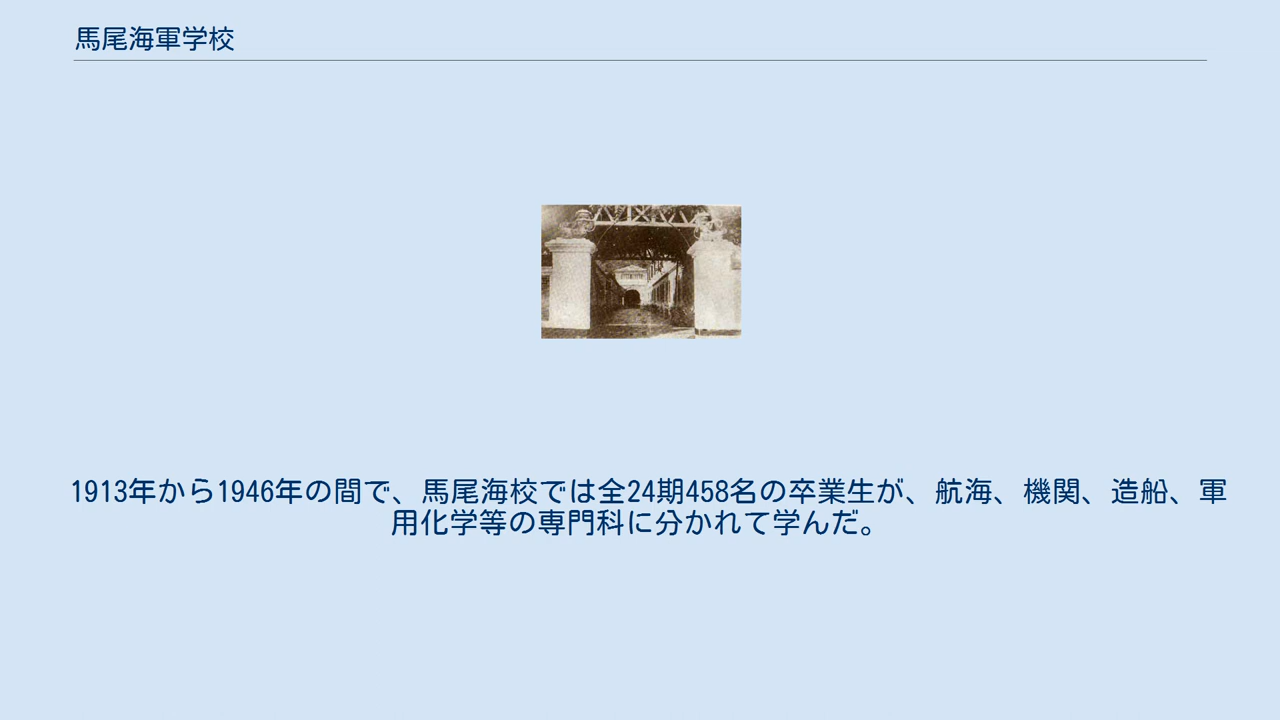 馬尾海軍学校
1913年から1946年の間で、馬尾海校では全24期458名の卒業生が、航海、機関、造船、軍
用化学等の専門科に分かれて学んだ。